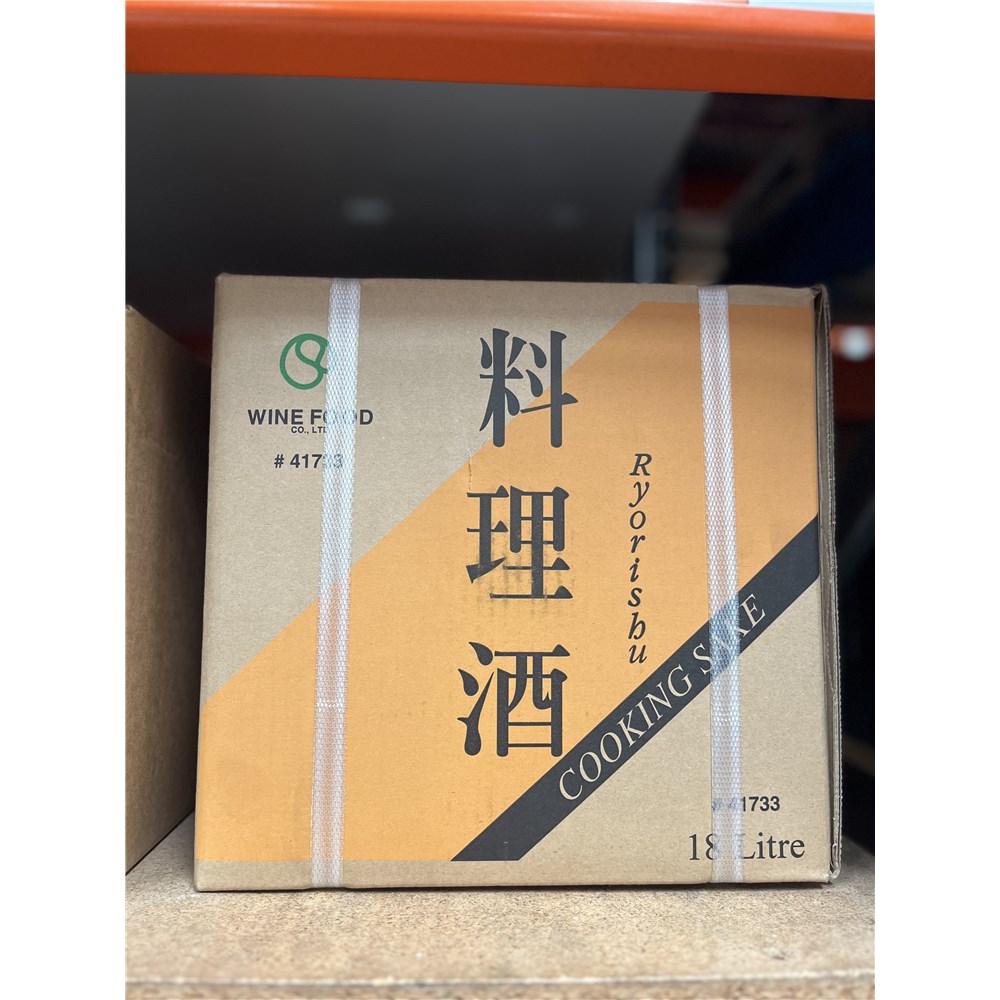 WINE FOOD
CO., LTD
# 41733
料理酒
Ryorishu
COOKING SAKE
# 41733
18 Litre